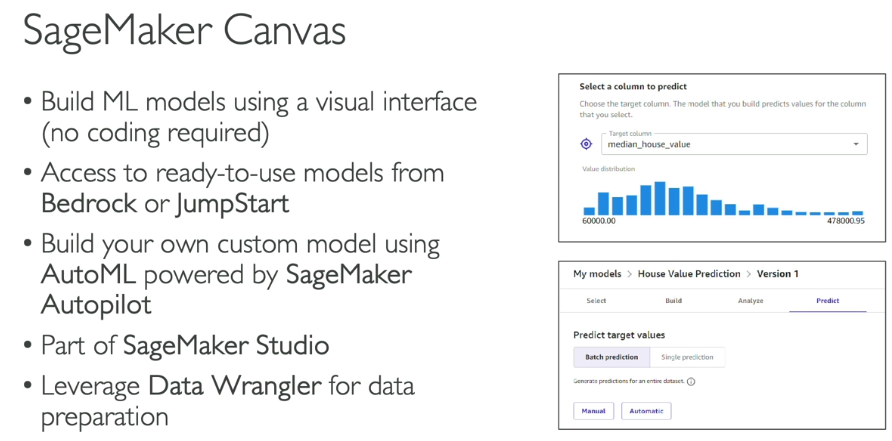 SageMaker Canvas
• Build ML models using a visual interface
(no coding required)
• Access to ready-to-use models from
Bedrock or JumpStart
• Build your own custom model using
AutoML powered by SageMaker
Autopilot
• Part of SageMaker Studio
• Leverage Data Wrangler for data
preparation
Select a column to predict
Choose the target column. The model that you build predicts values for the column
that you select.
Target column
median_house_value
Value distribution
60000.00 478000.95
My models > House Value Prediction > Version 1
Select Build Analyze Predict
Predict target values
Batch prediction Single prediction
Generate predictions for an entire dataset.
Manual Automatic